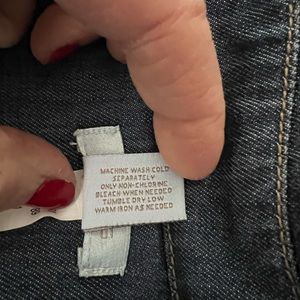 MACHINE WASH COLD
SEPARATELY
ONLY NON-CHLORINE
BLEACH WHEN NEEDED
TUMBLE DRY LOW
WARM IRON AS NEEDED